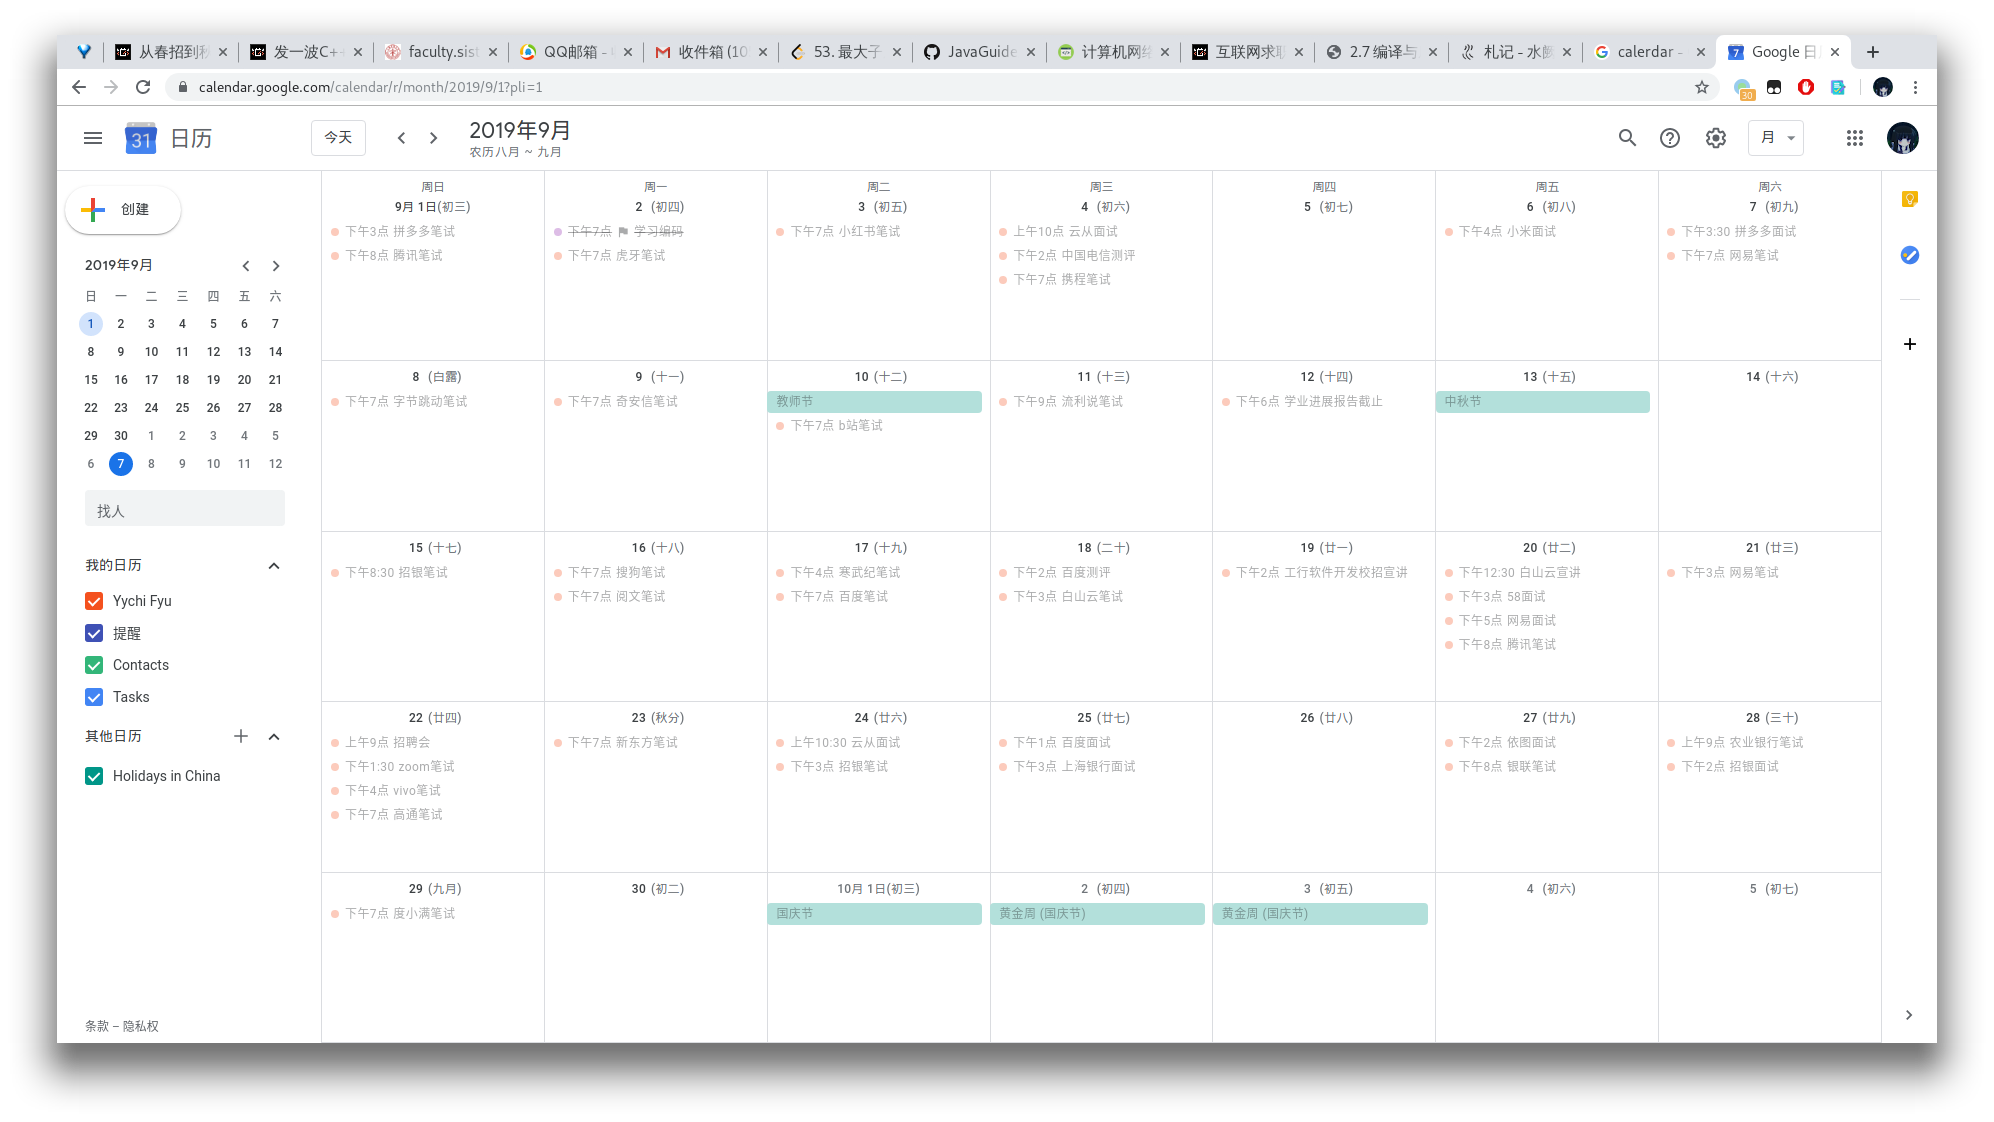 从春招到秋
发一波C++
faculty.sist
QQ邮箱 -
收件箱 (10
53. 最大子
JavaGuide
计算机网络
互联网求职
2.7 编译与
札记 - 水
calerdar -
Google 日
calendar.google.com/calendar/r/month/2019/9/1?pli=1
30
31
日历
今天
2019年9月
农历八月 ~ 九月
月
创建
2019年9月
日 一 二 三 四 五 六
1 2 3 4 5 6 7
8 9 10 11 12 13 14
15 16 17 18 19 20 21
22 23 24 25 26 27 28
29 30 1 2 3 4 5
6 7 8 9 10 11 12
找人
我的日历
Yychi Fyu
提醒
Contacts
Tasks
其他日历
Holidays in China
条款 – 隐私权
周日 周一 周二 周三 周四 周五 周六
9月 1日(初三) 2 (初四) 3 (初五) 4 (初六) 5 (初七) 6 (初八) 7 (初九)
下午3点 拼多多笔试
下午8点 腾讯笔试
下午7点 学习编码
下午7点 虎牙笔试
下午7点 小红书笔试
上午10点 云从面试
下午2点 中国电信测评
下午7点 携程笔试
下午4点 小米面试
下午3:30 拼多多面试
下午7点 网易笔试
8 (白露) 9 (十一) 10 (十二) 11 (十三) 12 (十四) 13 (十五) 14 (十六)
下午7点 字节跳动笔试
下午7点 奇安信笔试
教师节
下午7点 b站笔试
下午9点 流利说笔试
下午6点 学业进展报告截止
中秋节
15 (十七) 16 (十八) 17 (十九) 18 (二十) 19 (廿一) 20 (廿二) 21 (廿三)
下午8:30 招银笔试
下午7点 搜狗笔试
下午7点 阅文笔试
下午4点 寒武纪笔试
下午7点 百度笔试
下午2点 百度测评
下午3点 白山云笔试
下午2点 工行软件开发校招宣讲
下午12:30 白山云宣讲
下午3点 58面试
下午5点 网易面试
下午8点 腾讯笔试
下午3点 网易笔试
22 (廿四) 23 (秋分) 24 (廿六) 25 (廿七) 26 (廿八) 27 (廿九) 28 (三十)
上午9点 招聘会
下午1:30 zoom笔试
下午4点 vivo笔试
下午7点 高通笔试
下午7点 新东方笔试
上午10:30 云从面试
下午3点 招银笔试
下午1点 百度面试
下午3点 上海银行面试
下午2点 依图面试
下午8点 银联笔试
上午9点 农业银行笔试
下午2点 招银面试
29 (九月) 30 (初二) 10月 1日(初三) 2 (初四) 3 (初五) 4 (初六) 5 (初七)
下午7点 度小满笔试
国庆节
黄金周 (国庆节)
黄金周 (国庆节)